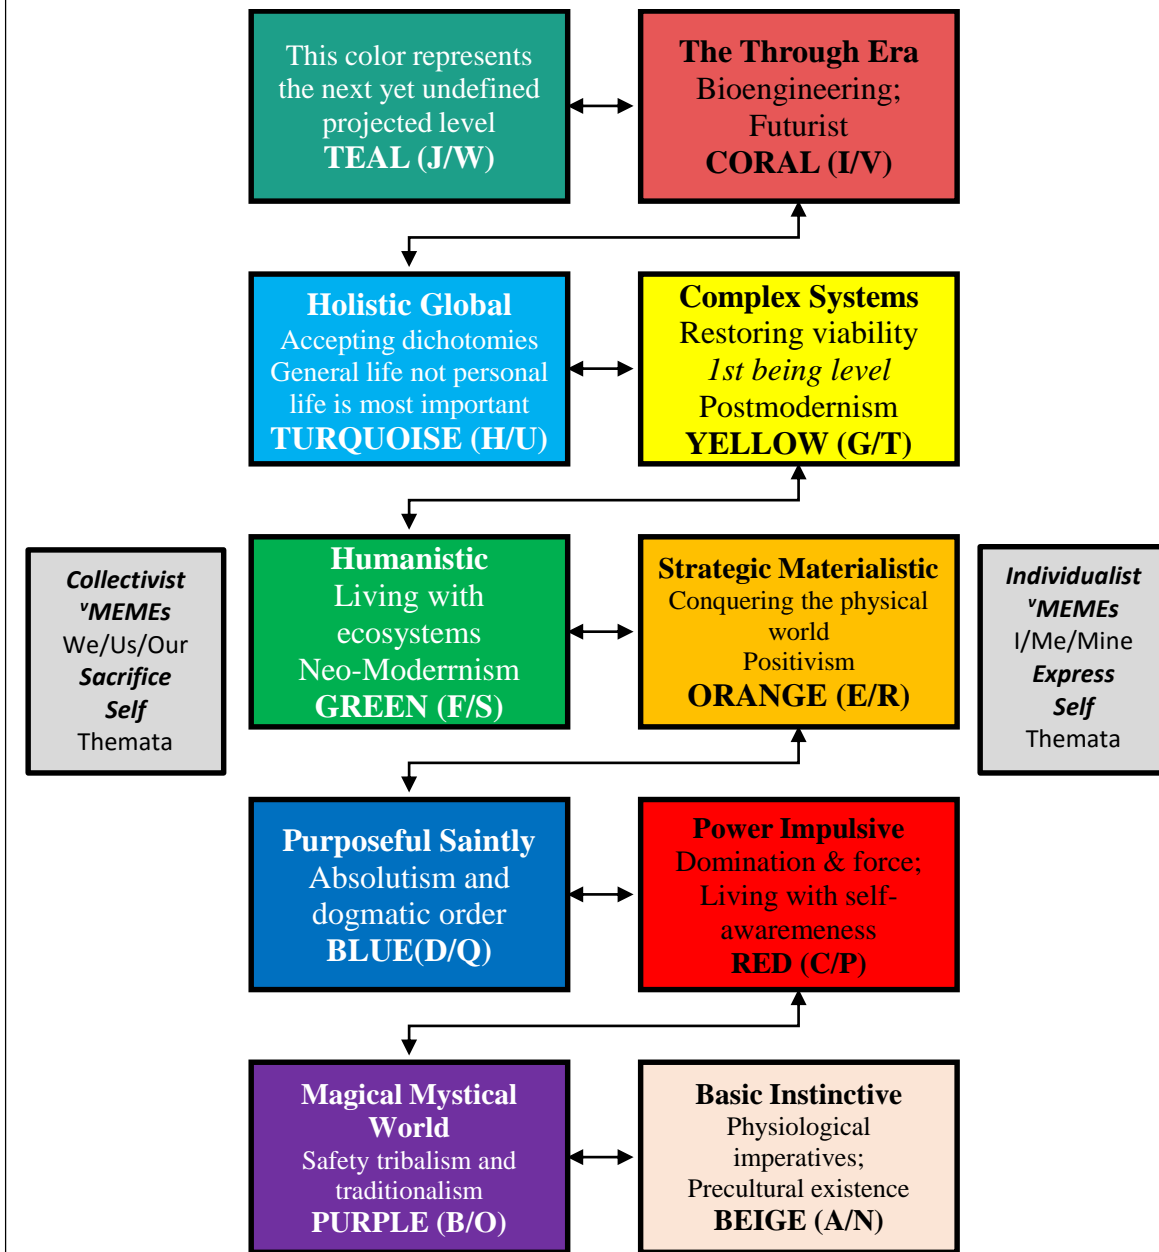 This color represents
the next yet undefined
projected level
TEAL (J/W)
The Through Era
Bioengineering;
Futurist
CORAL (I/V)
Holistic Global
Accepting dichotomies
General life not personal
life is most important
TURQUOISE (H/U)
Complex Systems
Restoring viability
1st being level
Postmodernism
YELLOW (G/T)
Collectivist
vMEMEs
We/Us/Our
Sacrifice
Self
Themata
Humanistic
Living with
ecosystems
Neo-Moderrnism
GREEN (F/S)
Strategic Materialistic
Conquering the physical
world
Positivism
ORANGE (E/R)
Individualist
vMEMEs
I/Me/Mine
Express
Self
Themata
Purposeful Saintly
Absolutism and
dogmatic order
BLUE(D/Q)
Power Impulsive
Domination & force;
Living with self-
awaremeness
RED (C/P)
Magical Mystical
World
Safety tribalism and
traditionalism
PURPLE (B/O)
Basic Instinctive
Physiological
imperatives;
Precultural existence
BEIGE (A/N)